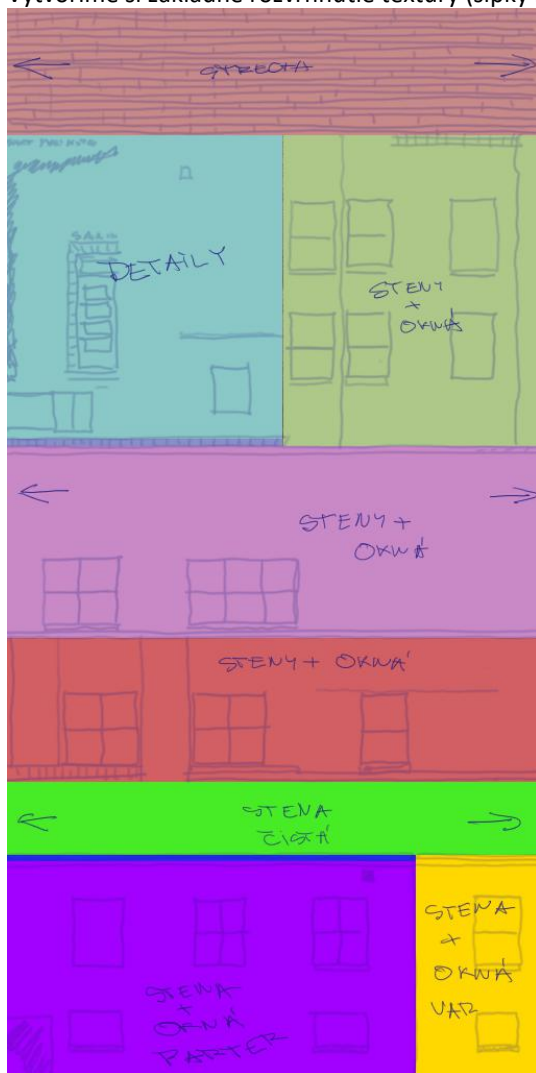 Vytvoríme si základné rozvrhnutie textúry (šípky
STRECHA
DETAILY
STENY
+
OKNÁ
STENY +
OKNÁ
STENY + OKNÁ
STENA
ČISTÁ
STENA
+
OKNÁ
PARTER
STENA
+
OKNÁ
VAR